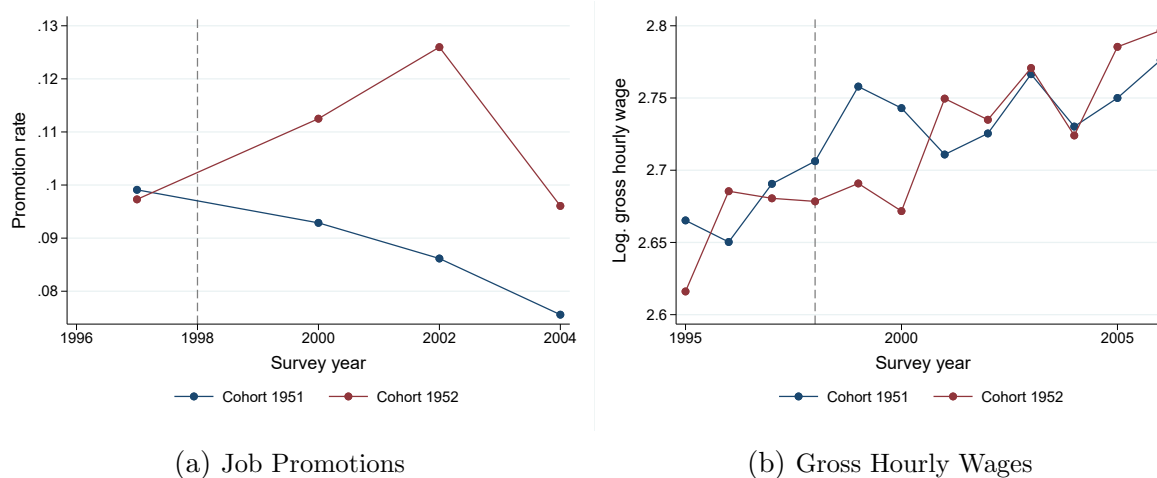 .13
.12
.11
.1
.09
.08
Promotion rate
1996 1998 2000 2002 2004
Survey year
Cohort 1951 Cohort 1952
(a) Job Promotions
2.8
2.75
2.7
2.65
2.6
Log. gross hourly wage
1995 2000 2005
Survey year
Cohort 1951 Cohort 1952
(b) Gross Hourly Wages